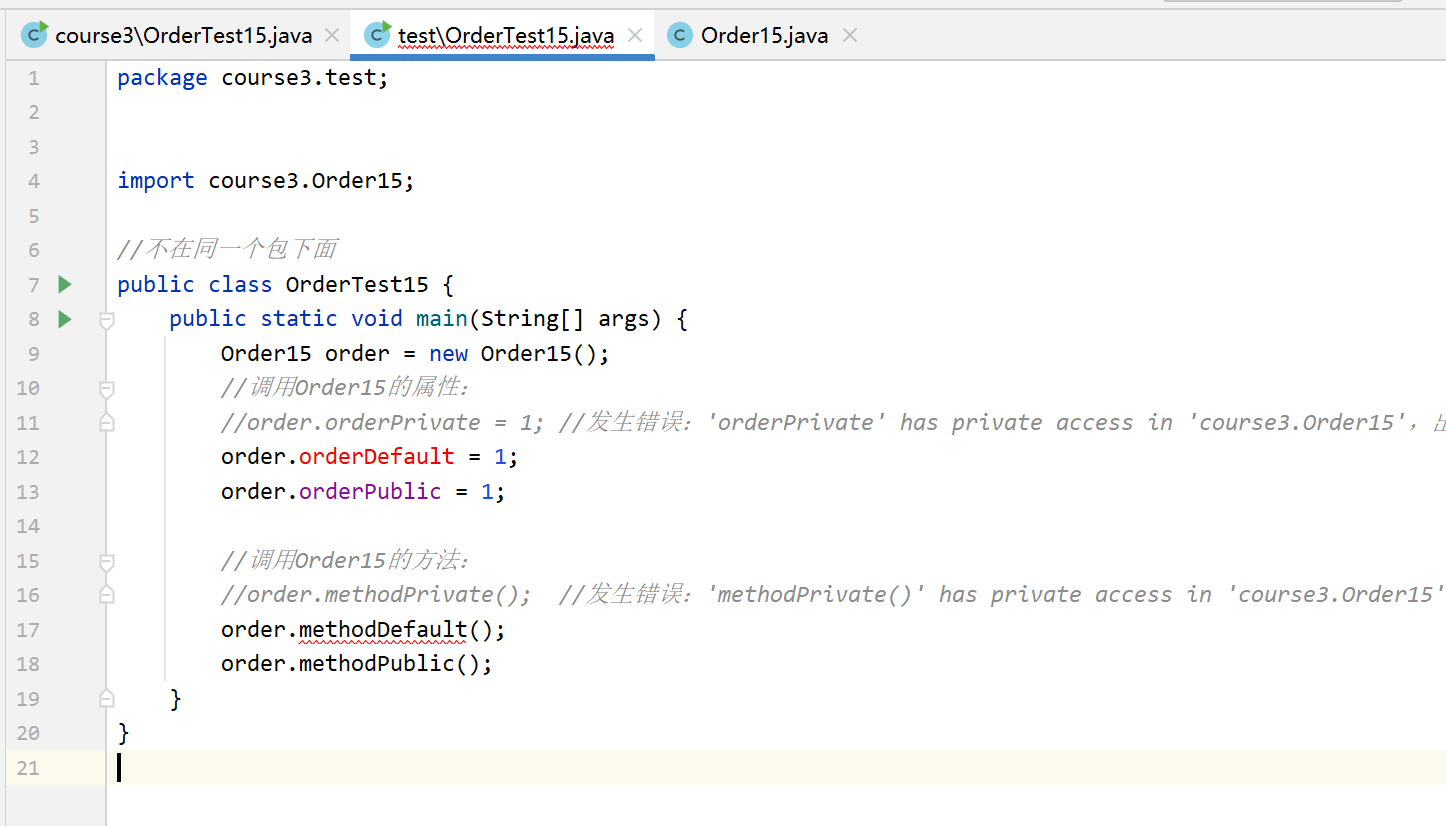 course3\OrderTest15.java test\OrderTest15.java Order15.java
1 package course3.test;
2
3
4 import course3.Order15;
5
6 //不在同一个包下面
7 public class OrderTest15 {
8 public static void main(String[] args) {
9 Order15 order = new Order15();
10 //调用Order15的属性:
11 //order.orderPrivate = 1; //发生错误: 'orderPrivate' has private access in 'course3.Order15',
12 order.orderDefault = 1;
13 order.orderPublic = 1;
14
15 //调用Order15的方法:
16 //order.methodPrivate(); //发生错误: 'methodPrivate()' has private access in 'course3.Order15'
17 order.methodDefault();
18 order.methodPublic();
19 }
20 }
21